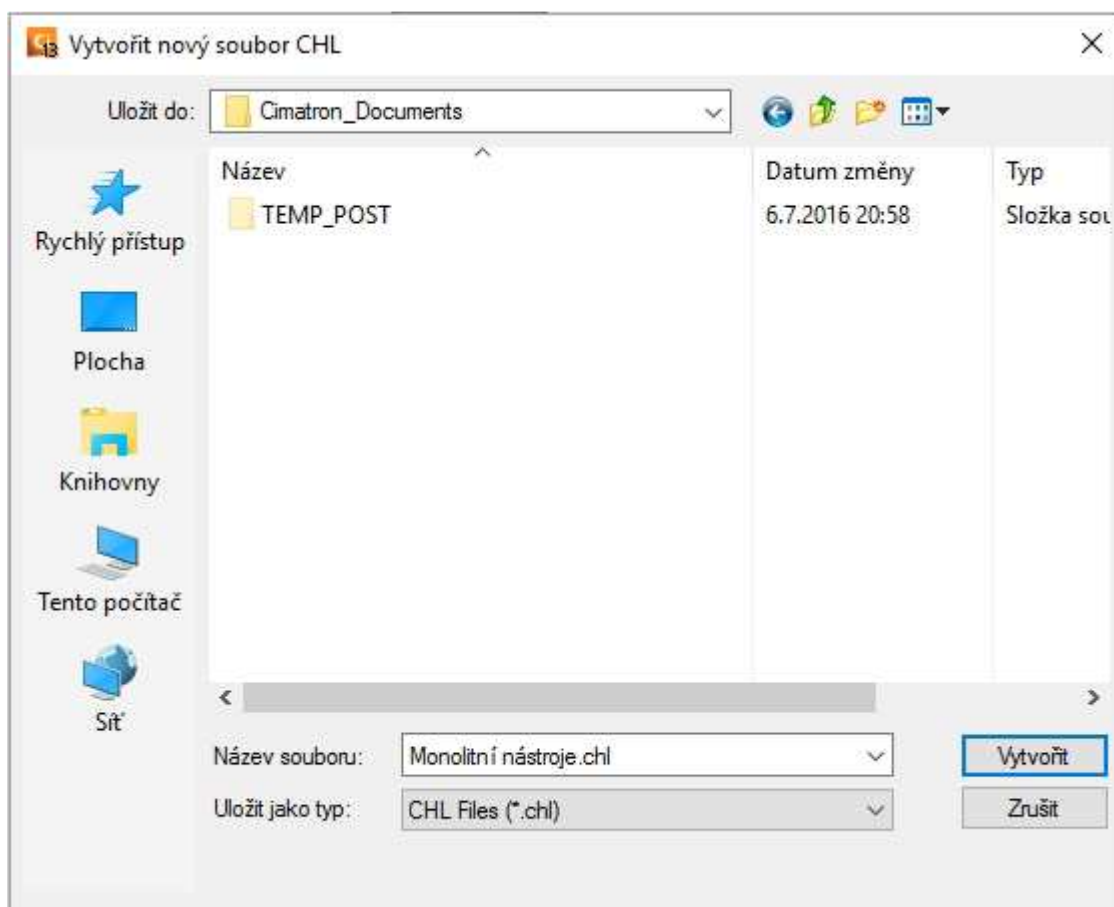 Vytvořit nový soubor CHL
Uložit do: Cimatron_Documents
Název Datum změny Typ
TEMP_POST 6.7.2016 20:58 Složka sou
Rychlý přístup
Plocha
Knihovny
Tento počítač
Síť
Název souboru: Monolitní nástroje.chl Vytvořit
Uložit jako typ: CHL Files (*.chl) Zrušit